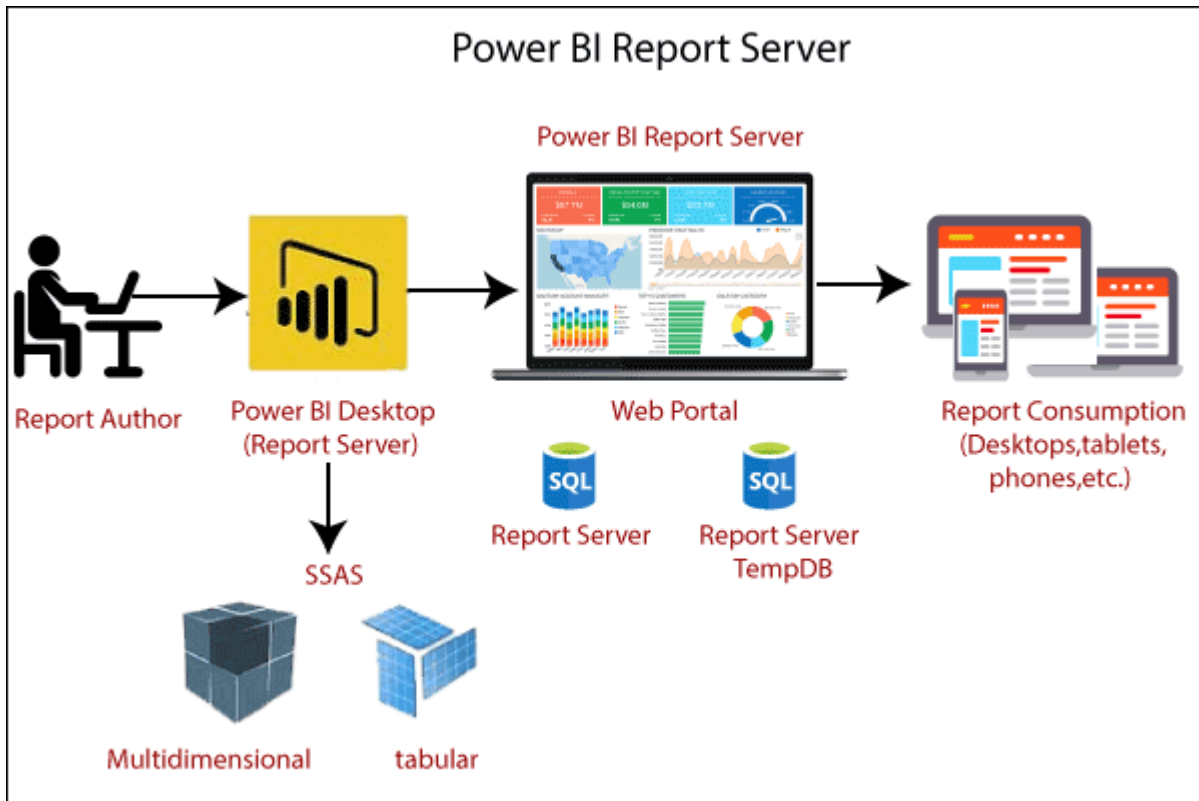 Power BI Report Server
Power BI Report Server
Report Author
Power BI Desktop
(Report Server)
Web Portal
Report Consumption
(Desktops,tablets,
phones,etc.)
SQL
SQL
Report Server
Report Server
TempDB
SSAS
Multidimensional
tabular